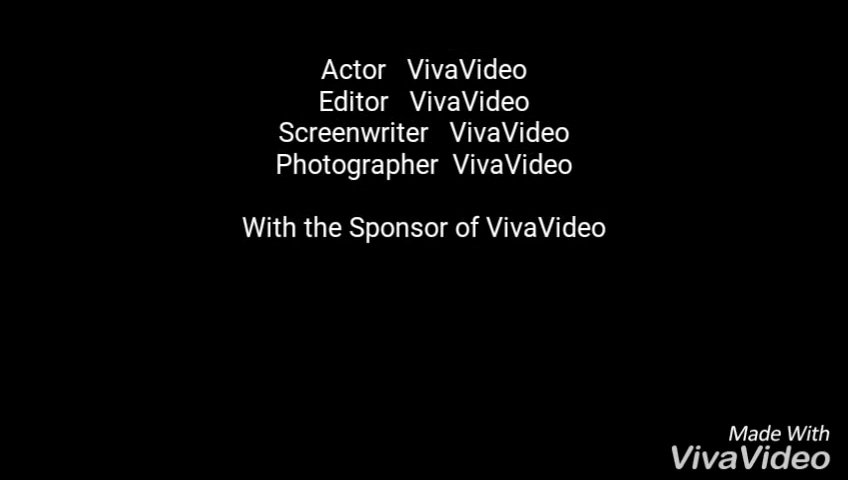 Actor VivaVideo
Editor VivaVideo
Screenwriter VivaVideo
Photographer VivaVideo
With the Sponsor of VivaVideo
Made With
VivaVideo